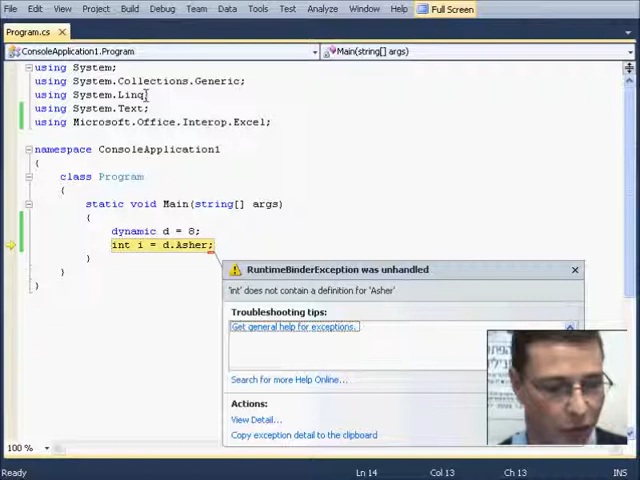 File Edit View Project Debug Team Data Tools Test Analyze Window Help Full Screen
Program.cs
ConsoleApplication1.Program Main(string[] args)
using System;
using System.Collections.Generic;
using System.Linq
using System.Text;
using Microsoft.Office.Interop.Excel;
namespace ConsoleApplication1
{
class Program
{
static void Main(string[] args)
{
dynamic d = 8;
int i = d.Asher;
}
}
}
RuntimeBinderException was unhandled
'int' does not contain a definition for 'Asher'
Troubleshooting tips:
Get general help for exceptions.
Search for more Help Online...
Actions:
View Detail...
Copy exception detail to the clipboard
100 %
Ready Ln 14 Col 13 Ch 13 INS